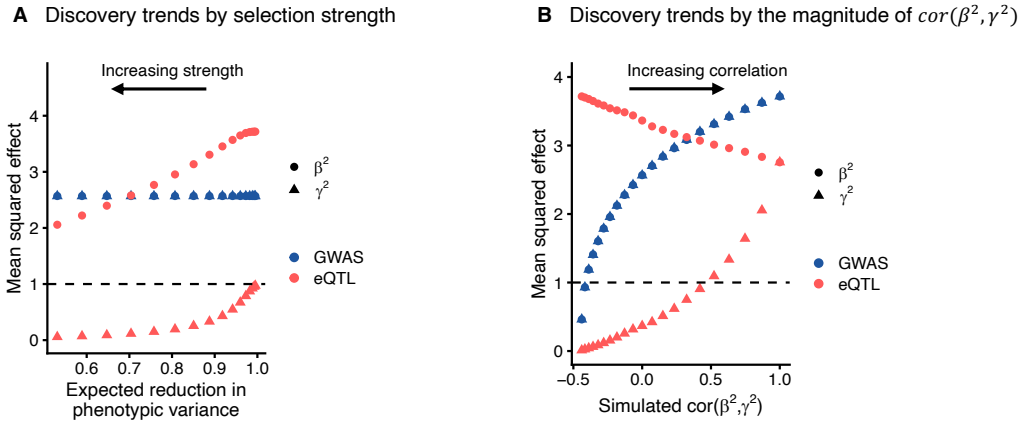 A Discovery trends by selection strength
Increasing strength
Mean squared effect
4
3
2
1
0
0.6 0.7 0.8 0.9 1.0
Expected reduction in
phenotypic variance
β²
γ²
GWAS
eQTL
B Discovery trends by the magnitude of cor(β²,γ²)
Increasing correlation
Mean squared effect
4
3
2
1
0
−0.5 0.0 0.5 1.0
Simulated cor(β²,γ²)
β²
γ²
GWAS
eQTL